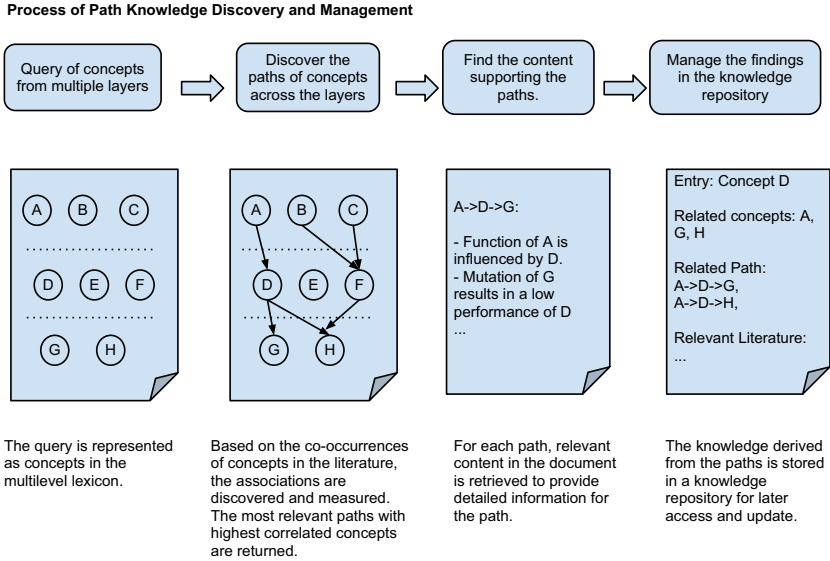 Process of Path Knowledge Discovery and Management
Query of concepts
from multiple layers
Discover the
paths of concepts
across the layers
Find the content
supporting the
paths.
Manage the findings
in the knowledge
repository
A B C
D E F
G H
A B C
D E F
G H
A->D->G:
- Function of A is
influenced by D.
- Mutation of G
results in a low
performance of D
...
Entry: Concept D
Related concepts: A,
G, H
Related Path:
A->D->G,
A->D->H,
Relevant Literature:
...
The query is represented
as concepts in the
multilevel lexicon.
Based on the co-occurrences
of concepts in the literature,
the associations are
discovered and measured.
The most relevant paths with
highest correlated concepts
are returned.
For each path, relevant
content in the document
is retrieved to provide
detailed information for
the path.
The knowledge derived
from the paths is stored
in a knowledge
repository for later
access and update.